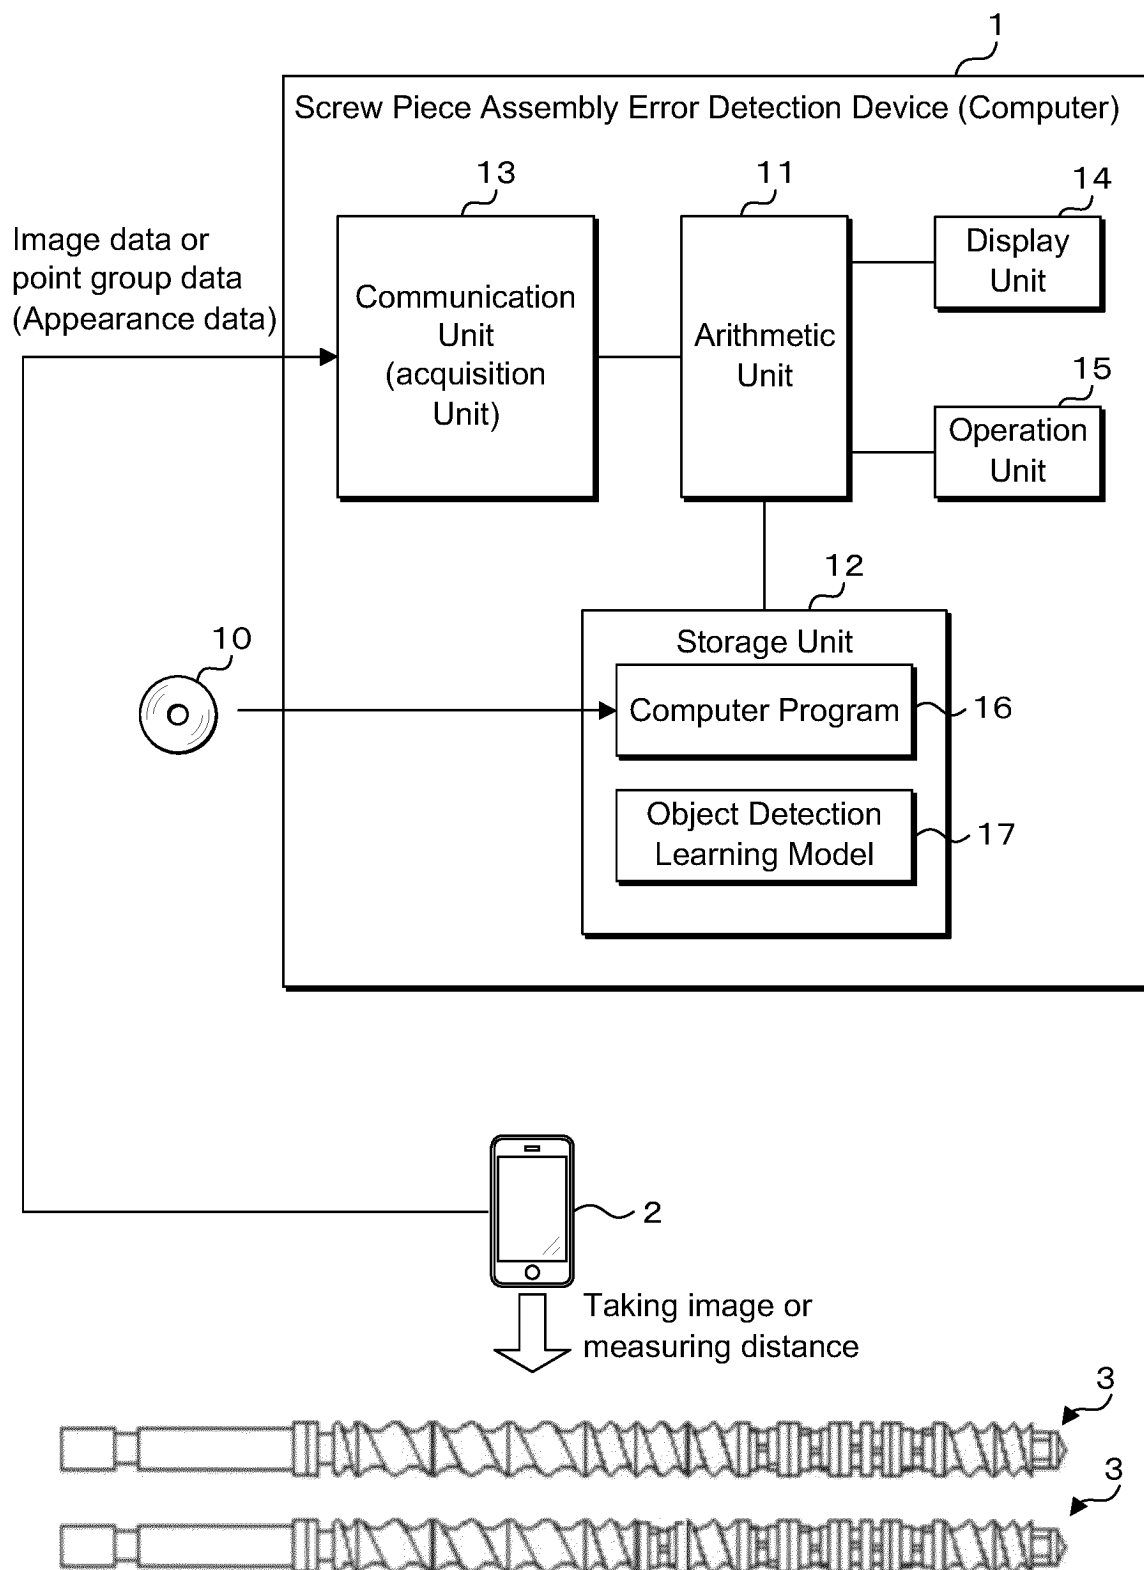 1
Screw Piece Assembly Error Detection Device (Computer)
13
11
14
Image data or
point group data
(Appearance data)
Communication
Unit
(acquisition
Unit)
Arithmetic
Unit
Display
Unit
15
Operation
Unit
12
Storage Unit
10
Computer Program
16
Object Detection
Learning Model
17
2
Taking image or
measuring distance
3
3